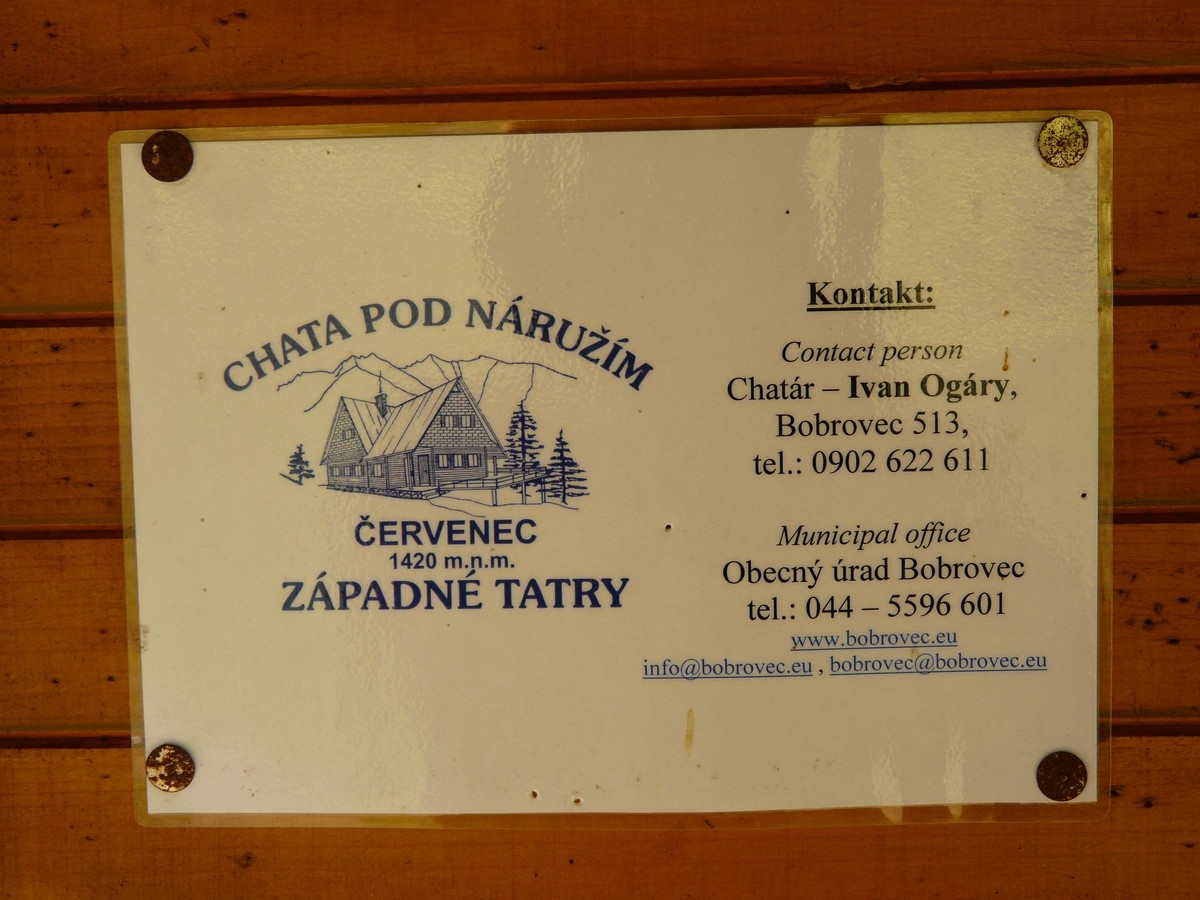 CHATA POD NÁRUŽÍM
ČERVENEC
1420 m.n.m.
ZÁPADNÉ TATRY
Kontakt:
Contact person
Chatár – Ivan Ogáry,
Bobrovec 513,
tel.: 0902 622 611
Municipal office
Obecný úrad Bobrovec
tel.: 044 – 5596 601
www.bobrovec.eu
info@bobrovec.eu , bobrovec@bobrovec.eu